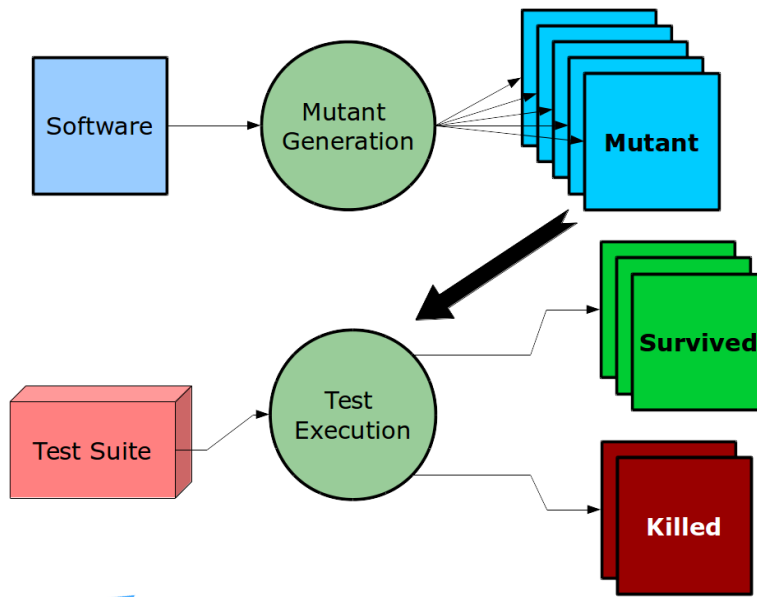 Software
Mutant
Generation
Mutant
Survived
Test Suite
Test
Execution
Killed